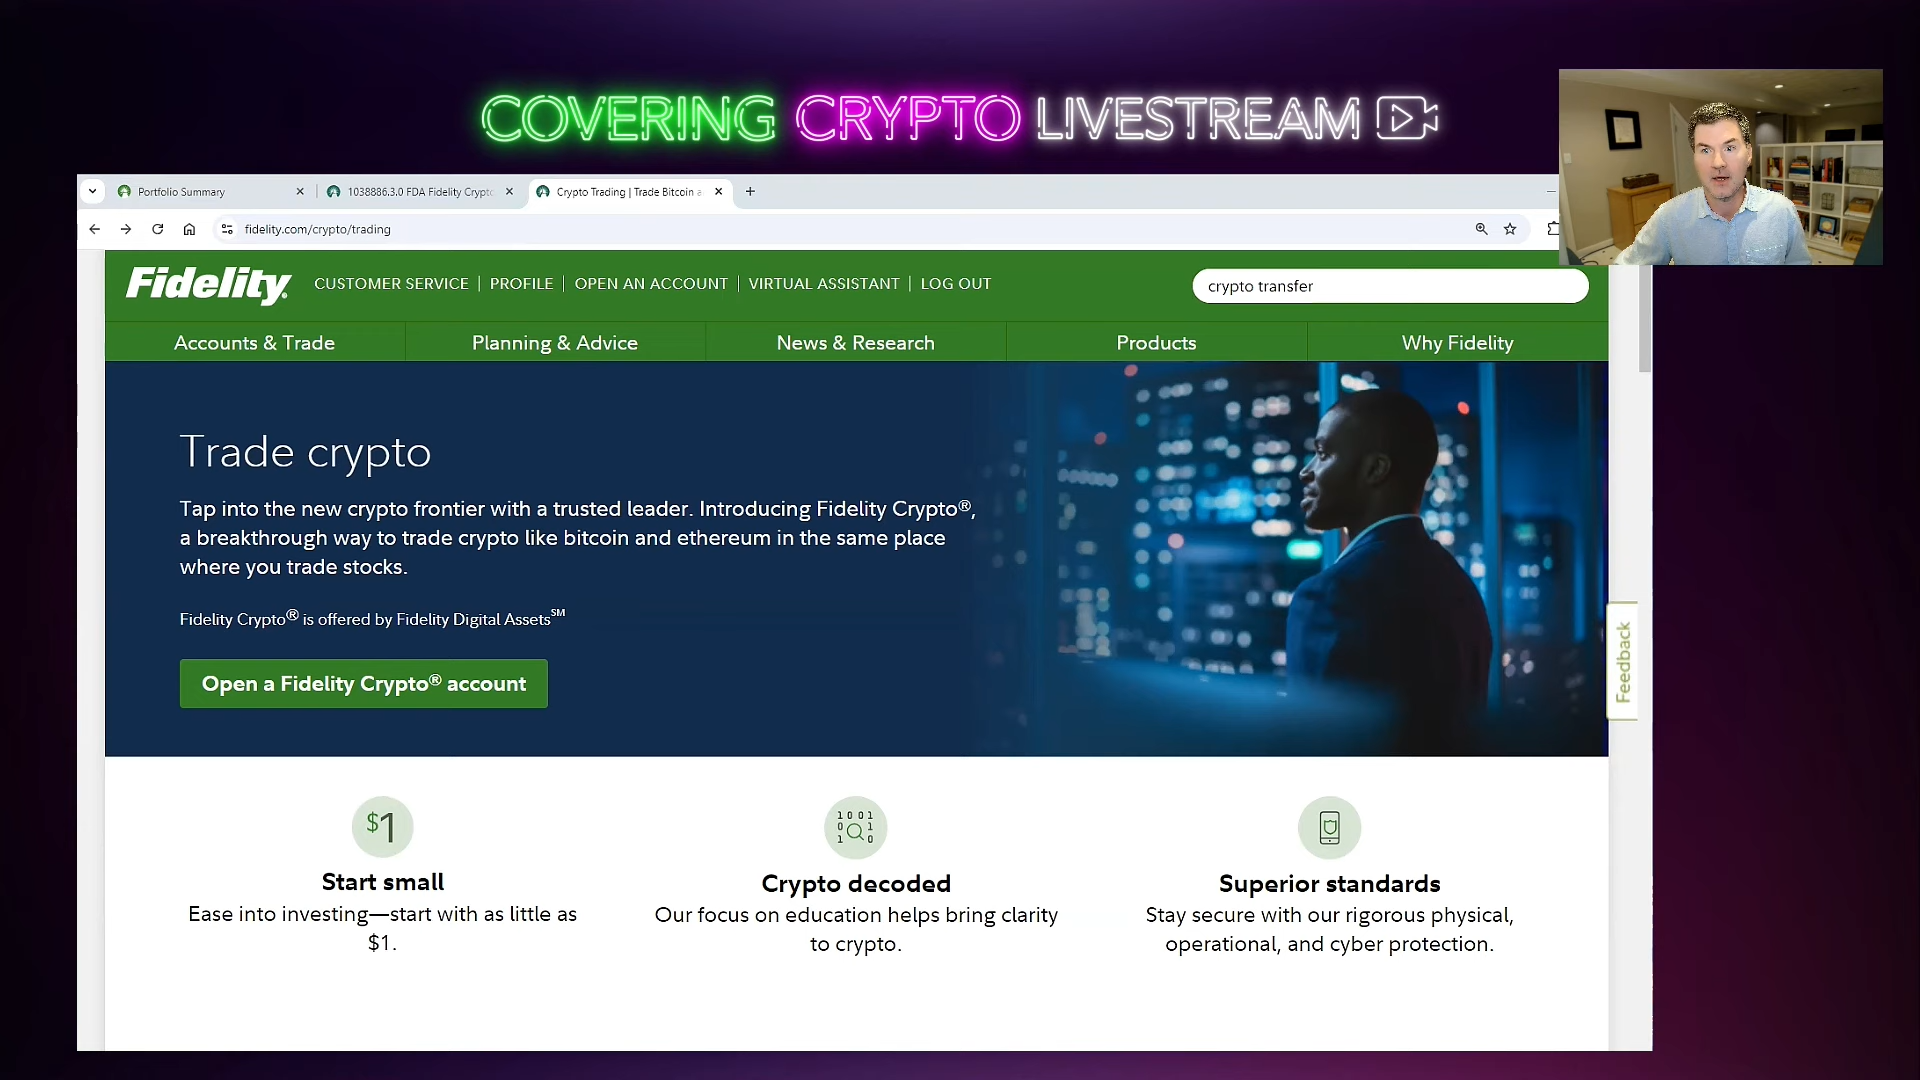 COVERING CRYPTO LIVESTREAM
Portfolio Summary
1038886.3.0 FDA Fidelity Crypto
Crypto Trading | Trade Bitcoin a
fidelity.com/crypto/trading
Fidelity
CUSTOMER SERVICE | PROFILE | OPEN AN ACCOUNT | VIRTUAL ASSISTANT | LOG OUT
crypto transfer
Accounts & Trade
Planning & Advice
News & Research
Products
Why Fidelity
Trade crypto
Tap into the new crypto frontier with a trusted leader. Introducing Fidelity Crypto®,
a breakthrough way to trade crypto like bitcoin and ethereum in the same place
where you trade stocks.
Fidelity Crypto® is offered by Fidelity Digital Assets℠
Open a Fidelity Crypto® account
Feedback
$1
Start small
Ease into investing—start with as little as
$1.
1001
0 1
1 0
Crypto decoded
Our focus on education helps bring clarity
to crypto.
Superior standards
Stay secure with our rigorous physical,
operational, and cyber protection.